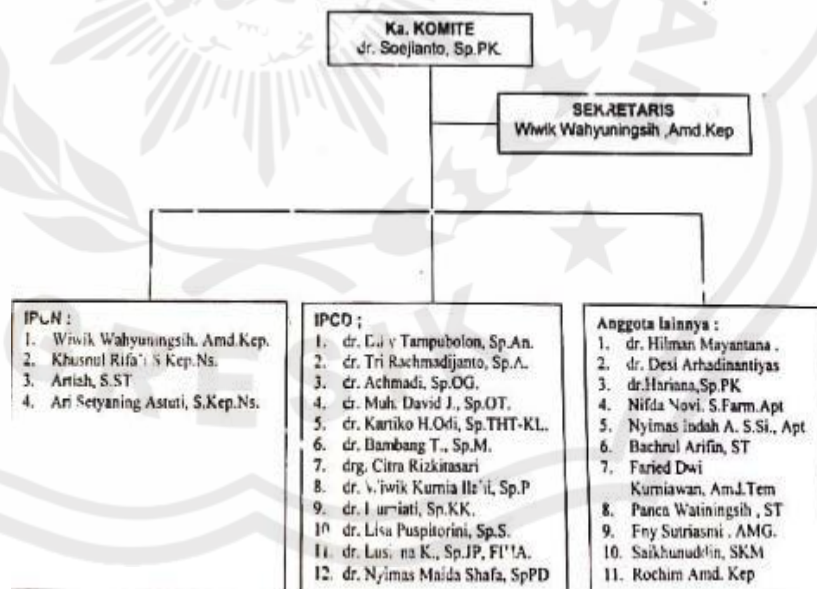 Ka. KOMITE
dr. Soejianto, Sp.PK
SEKRETARIS
Wiwik Wahyuningsih ,Amd.Kep
IPCN :
1. Wiwik Wahyuningsih. Amd.Kep.
2. Khusnul S Kep.Ns.
3. S.ST
4. Ari Setyaning Astuti, S.Kep.Ns.
IPCD :
1. dr. Tampubolon, Sp.An.
2. dr. Tri Rachmadijanto, Sp.A.
3. dr. Achmadi, Sp.OG.
4. dr. Muh. David J., Sp.OT.
5. dr. Kartiko H.Odi, Sp.THT-KL.
6. dr. Bambang T., Sp.M.
7. drg. Citra Rizkitasari
8. dr. Wiwik Kurnia Sp.P
9. dr. Sp.KK.
10. dr. Lisa Puspitorini, Sp.S.
11. dr. K., Sp.JP,
12. dr. Nyimas Maida Shafa, SpPD
Anggota lainnya :
1. dr. Hilman Mayantana .
2. dr. Desi Arhadinantiyas
3. dr.Hariana,Sp.PK
4. Nifda Novi. S.Farm.Apt
5. Nyimas Indah A. S.Si., Apt
6. Bachrul Arifin, ST
7. Faried Dwi
Kurniawan,
8. Panca Watiningsih , ST
9. Sutriasmi , AMG.
10. Saikhunuddin, SKM
11. Rochim Amd. Kep
GRESIK